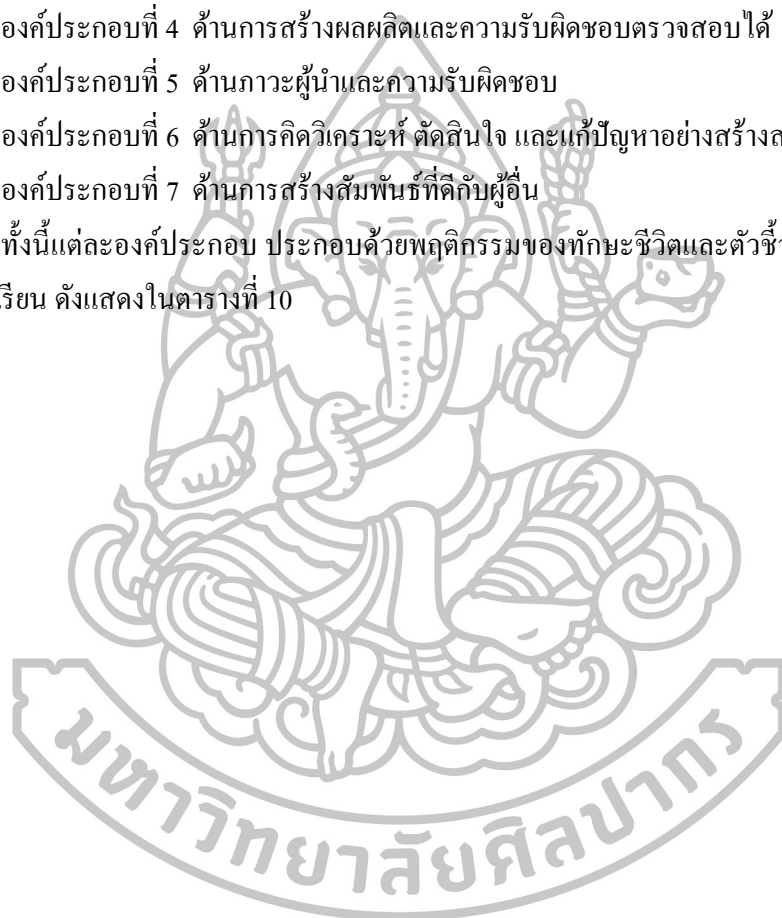 องค์ประกอบที่ 4 ด้านการสร้างผลผลิตและความรับผิดชอบตรวจสอบได้
องค์ประกอบที่ 5 ด้านภาวะผู้นำและความรับผิดชอบ
องค์ประกอบที่ 6 ด้านการคิดวิเคราะห์ ตัดสินใจ และแก้ปัญหาอย่างสร้างส
องค์ประกอบที่ 7 ด้านการสร้างสัมพันธ์ที่ดีกับผู้อื่น
ทั้งนี้แต่ละองค์ประกอบ ประกอบด้วยพฤติกรรมของทักษะชีวิตและตัวชี้
เรียน ดังแสดงในตารางที่ 10
มหาวิทยาลัยศิลปากร